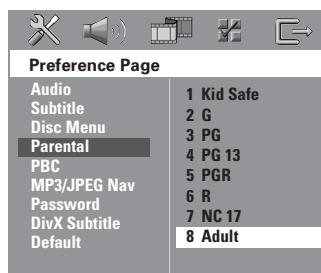 Preference Page
Audio
Subtitle
Disc Menu
Parental
PBC
MP3/JPEG Nav
Password
DivX Subtitle
Default
1 Kid Safe
2 G
3 PG
4 PG 13
5 PGR
6 R
7 NC 17
8 Adult